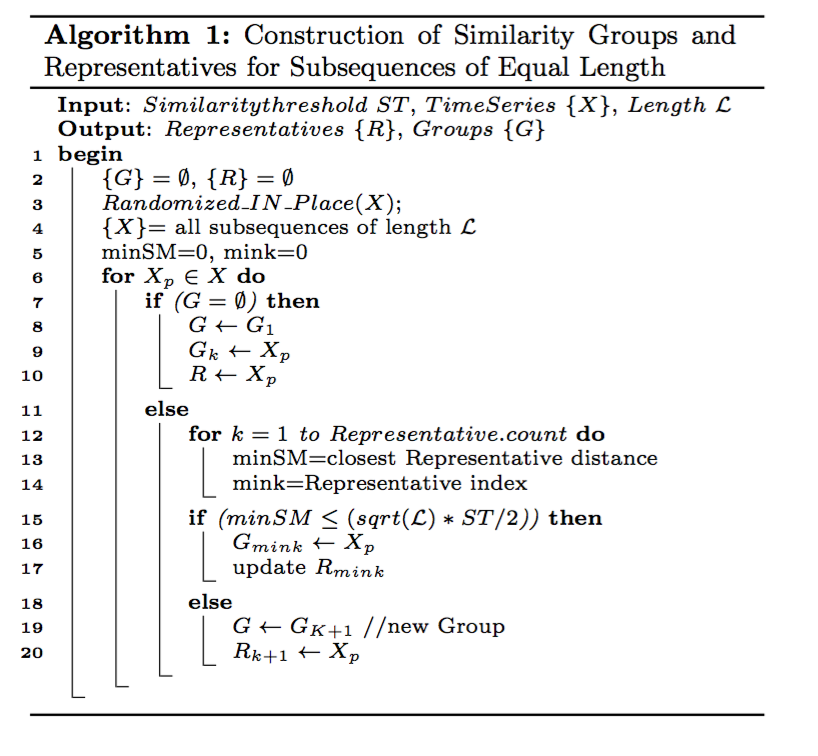 Algorithm 1: Construction of Similarity Groups and
Representatives for Subsequences of Equal Length
Input: Similaritythreshold ST, TimeSeries {X}, Length ℒ
Output: Representatives {R}, Groups {G}
1 begin
2 {G} = ∅, {R} = ∅
3 Randomized_IN_Place(X);
4 {X}= all subsequences of length ℒ
5 minSM=0, mink=0
6 for X_p ∈ X do
7 if (G = ∅) then
8 G ← G_1
9 G_k ← X_p
10 R ← X_p
11 else
12 for k = 1 to Representative.count do
13 minSM=closest Representative distance
14 mink=Representative index
15 if (minSM ≤ (sqrt(ℒ) ∗ ST/2)) then
16 G_mink ← X_p
17 update R_mink
18 else
19 G ← G_K+1 //new Group
20 R_k+1 ← X_p